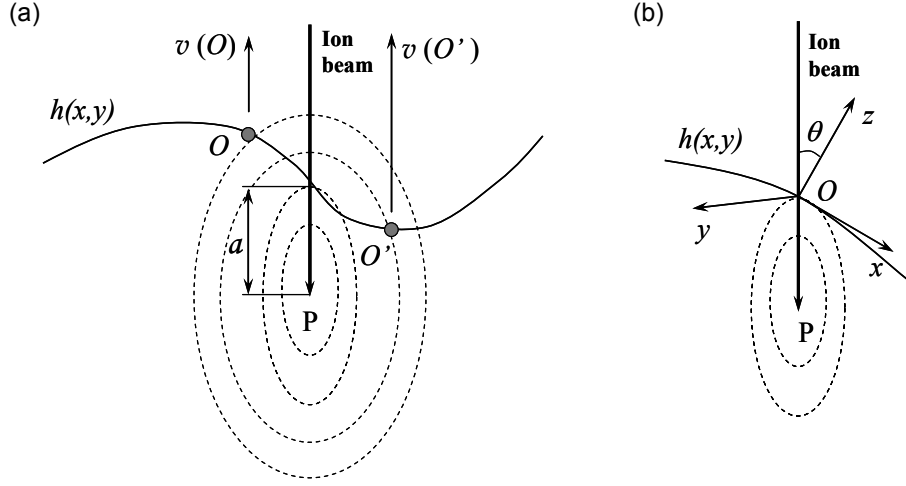 (a)
v (O)
Ion
beam
v (O’)
h(x,y)
O
a
O’
P
(b)
Ion
beam
z
θ
h(x,y)
O
y
x
P